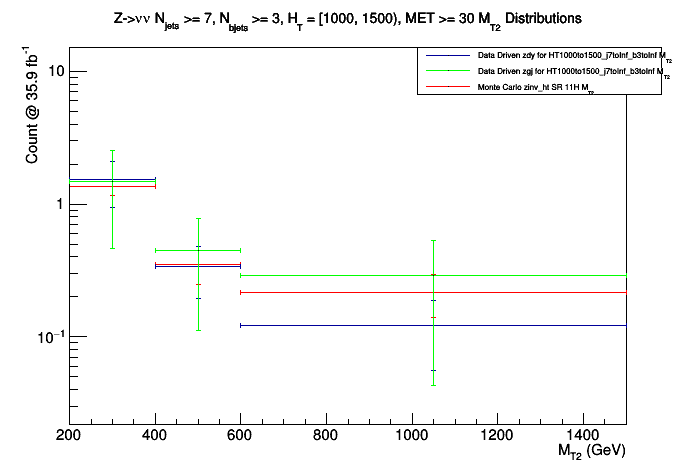 Z->νν N_jets >= 7, N_bjets >= 3, H_T = [1000, 1500), MET >= 30 M_T2 Distributions
Data Driven zdy for HT1000to1500_j7toInf_b3toInf M_T2
Data Driven zgj for HT1000to1500_j7toInf_b3toInf M_T2
Monte Carlo zinv_ht SR 11H M_T2
Count @ 35.9 fb⁻¹
10
1
10⁻¹
200 400 600 800 1000 1200 1400
M_T2 (GeV)